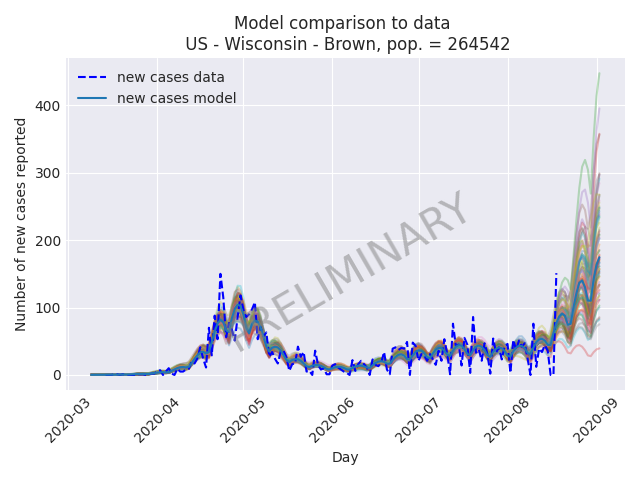 Model comparison to data
US - Wisconsin - Brown, pop. = 264542
new cases data
new cases model
Number of new cases reported
400
300
200
100
0
PRELIMINARY
2020-03
2020-04
2020-05
2020-06
2020-07
2020-08
2020-09
Day